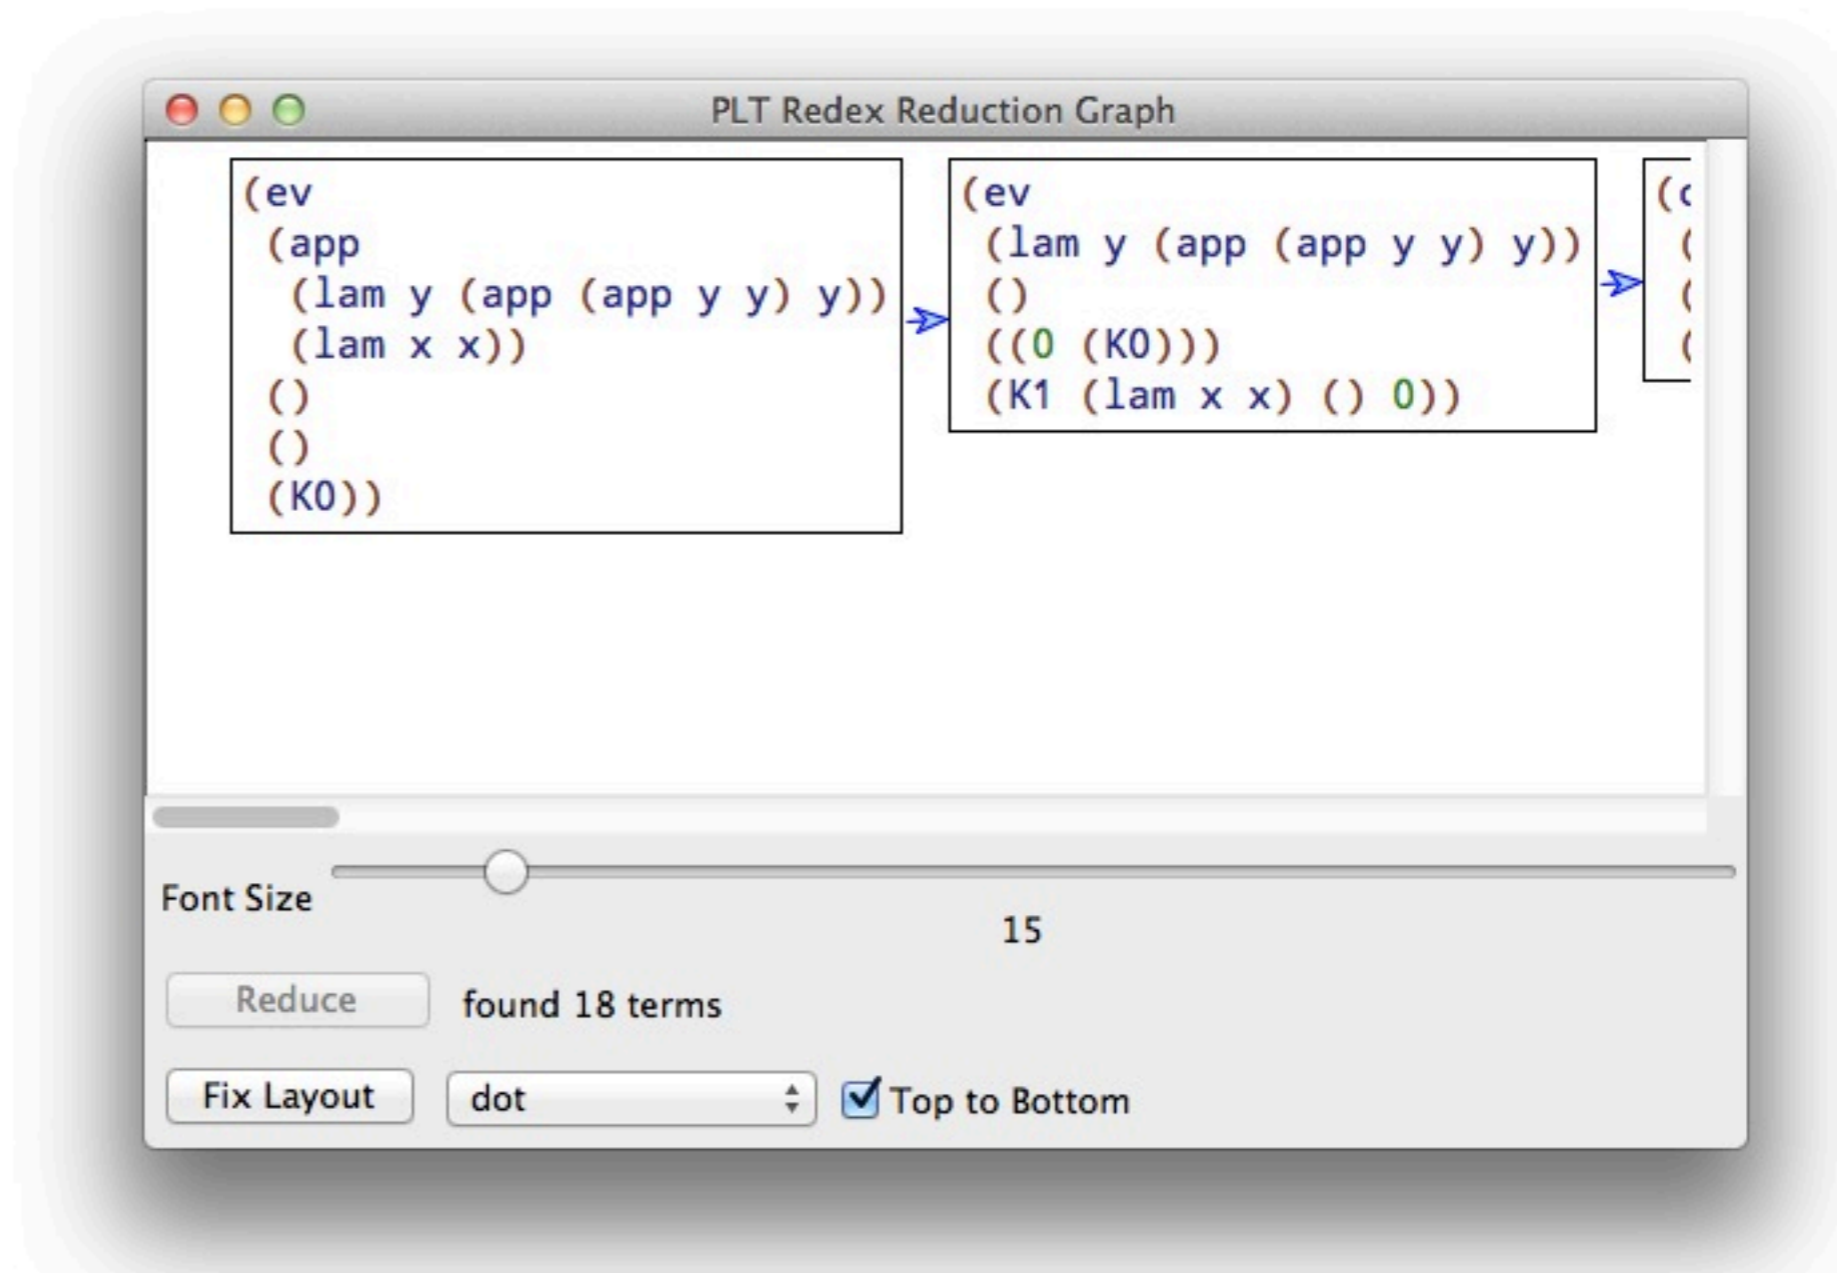 PLT Redex Reduction Graph
(ev
(app
(lam y (app (app y y) y))
(lam x x))
()
()
(K0))
(ev
(lam y (app (app y y) y))
()
((0 (K0)))
(K1 (lam x x) () 0))
(
(
(
(
Font Size
15
Reduce found 18 terms
Fix Layout dot Top to Bottom